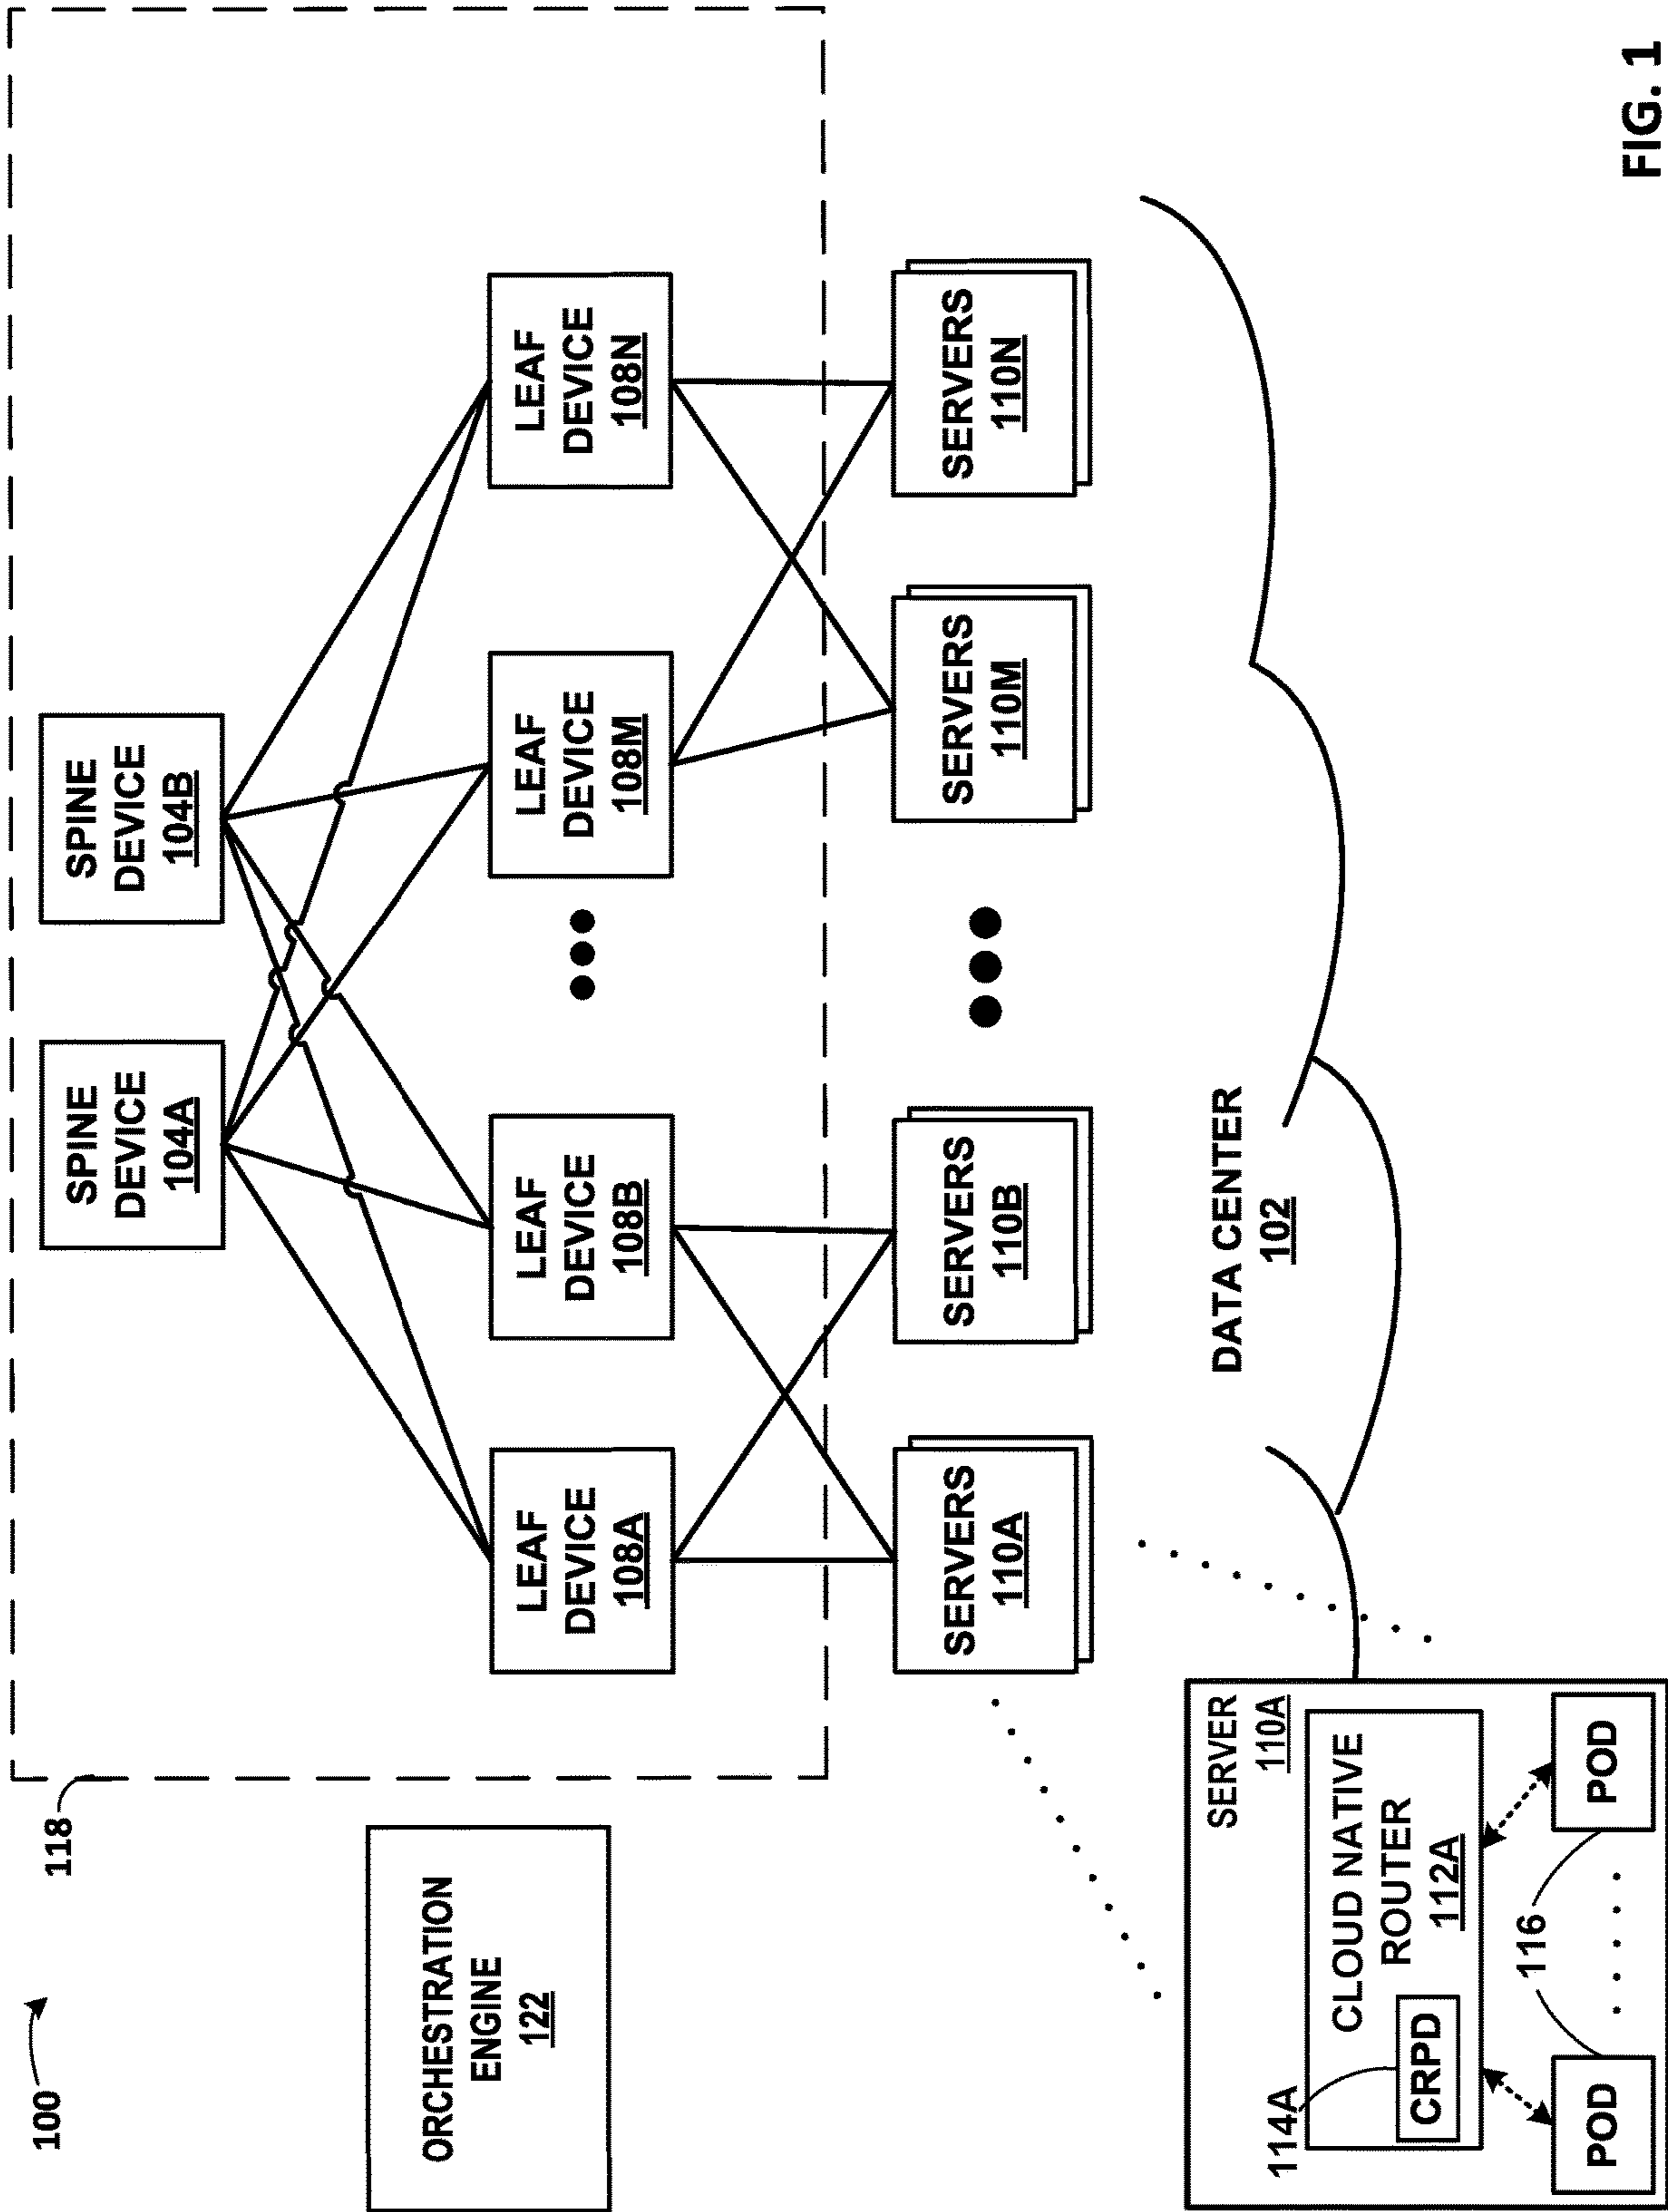 100
118
SPINE
DEVICE
104A
SPINE
DEVICE
104B
ORCHESTRATION
ENGINE
122
LEAF
DEVICE
108A
LEAF
DEVICE
108B
LEAF
DEVICE
108M
LEAF
DEVICE
108N
SERVERS
110A
SERVERS
110B
SERVERS
110M
SERVERS
110N
DATA CENTER
102
SERVER
110A
114A
CLOUD NATIVE
ROUTER
112A
CRPD
116
POD
POD
FIG. 1